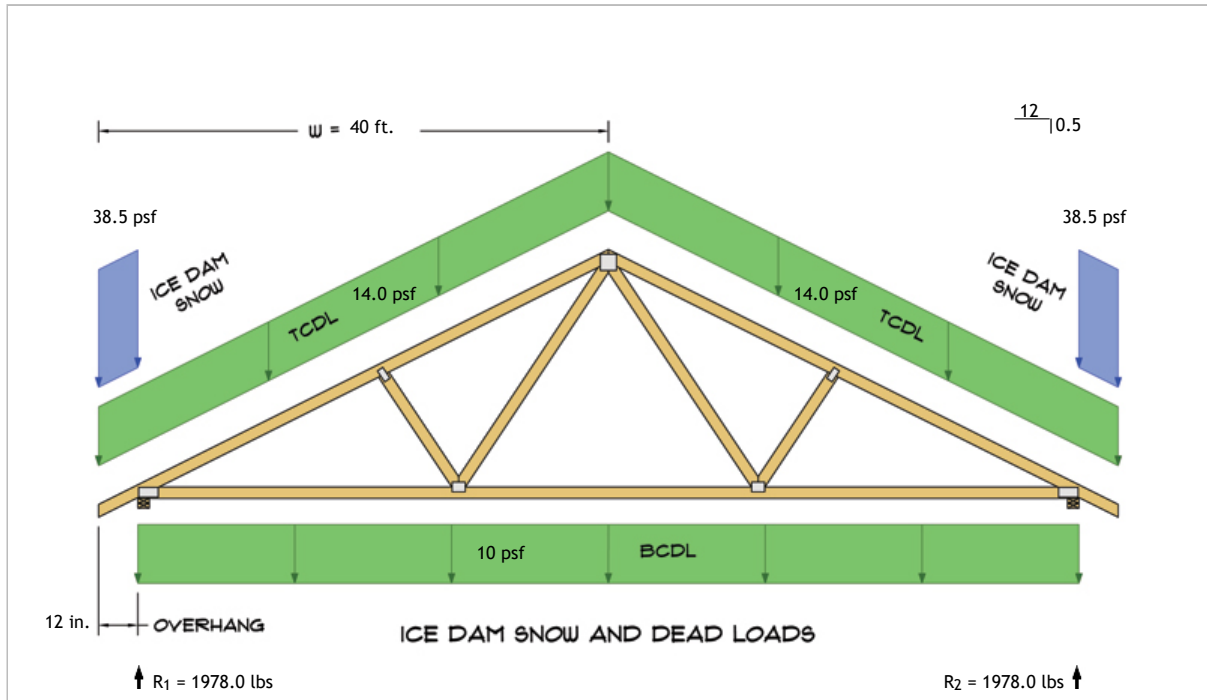 W = 40 ft.
12
0.5
38.5 psf
38.5 psf
ICE DAM
SNOW
ICE DAM
SNOW
14.0 psf
14.0 psf
TCDL
TCDL
10 psf
BCDL
12 in.
OVERHANG
ICE DAM SNOW AND DEAD LOADS
R₁ = 1978.0 lbs
R₂ = 1978.0 lbs